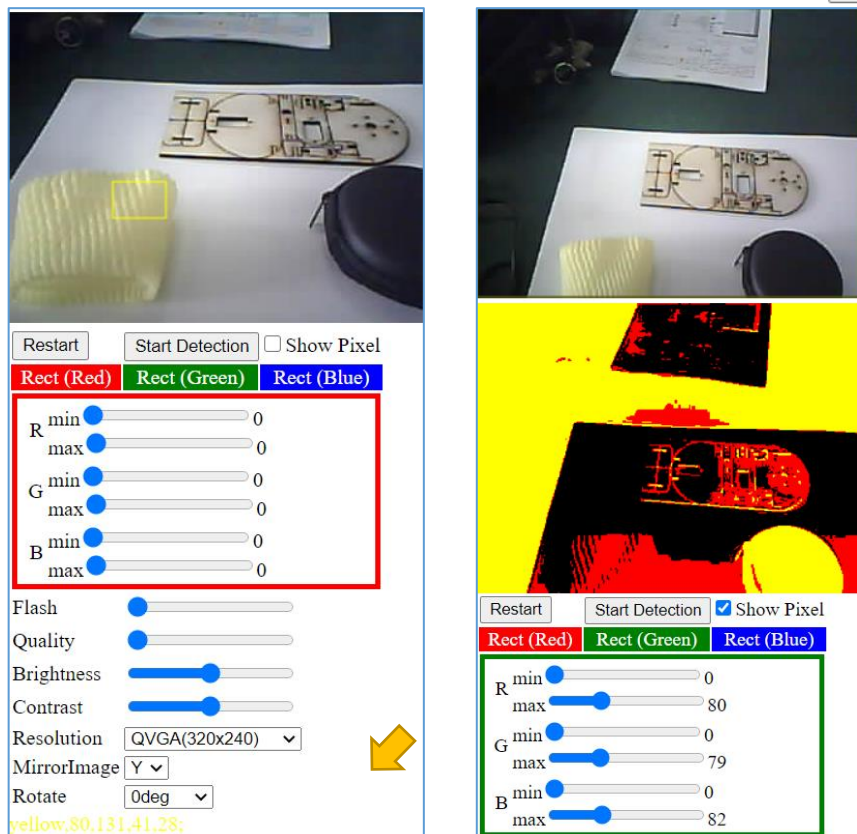 Restart Start Detection Show Pixel
Rect (Red) Rect (Green) Rect (Blue)
R min 0
max 0
G min 0
max 0
B min 0
max 0
Flash
Quality
Brightness
Contrast
Resolution QVGA(320x240)
MirrorImage Y
Rotate 0deg
yellow,80,131,41,28;
Restart Start Detection Show Pixel
Rect (Red) Rect (Green) Rect (Blue)
R min 0
max 80
G min 0
max 79
B min 0
max 82